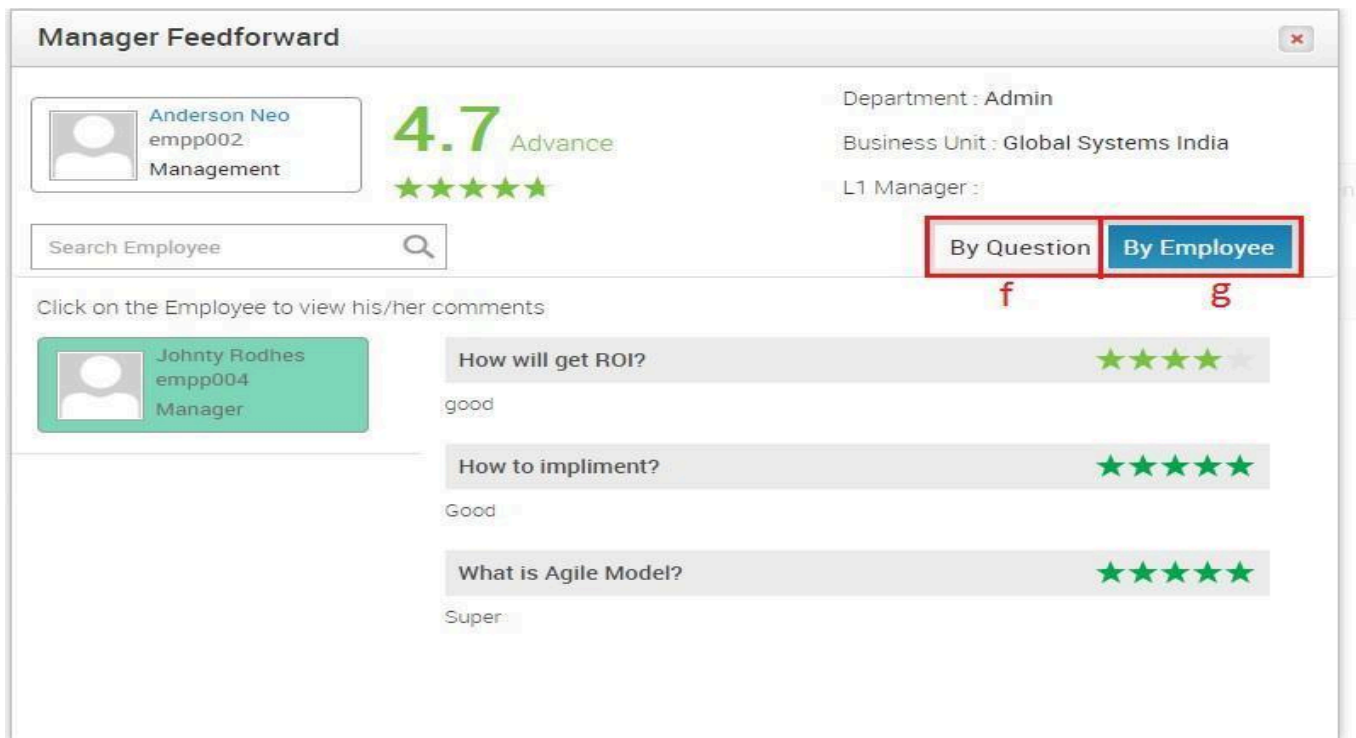 Manager Feedforward
Anderson Neo
empp002
Management
4.7 Advance
Department : Admin
Business Unit : Global Systems India
L1 Manager :
Search Employee
By Question
By Employee
f
g
Click on the Employee to view his/her comments
Johnty Rodhes
empp004
Manager
How will get ROI?
good
How to impliment?
Good
What is Agile Model?
Super